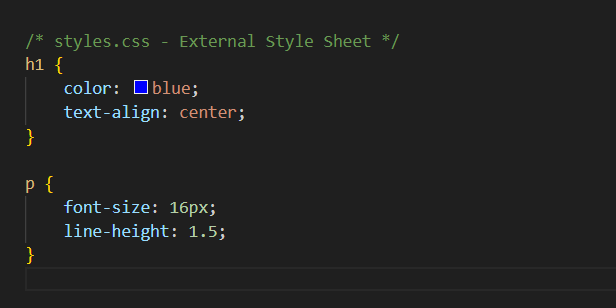 /* styles.css - External Style Sheet */
h1 {
    color: blue;
    text-align: center;
}

p {
    font-size: 16px;
    line-height: 1.5;
}